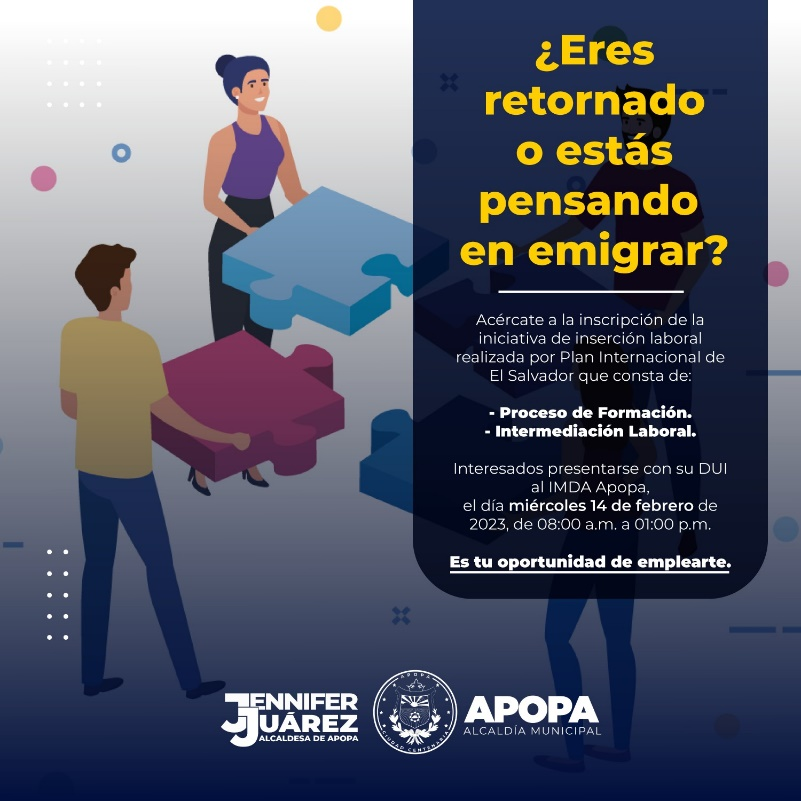 ¿Eres
retornado
o estás
pensando
en emigrar?
Acércate a la inscripción de la
iniciativa de inserción laboral
realizada por Plan Internacional de
El Salvador que consta de:
- Proceso de Formación.
- Intermediación Laboral.
Interesados presentarse con su DUI
al IMDA Apopa,
el día miércoles 14 de febrero de
2023, de 08:00 a.m. a 01:00 p.m.
Es tu oportunidad de emplearte.
JENNIFER
JUÁREZ
ALCALDESA DE APOPA
APOPA
CIUDAD CENTENARIA
APOPA
ALCALDÍA MUNICIPAL